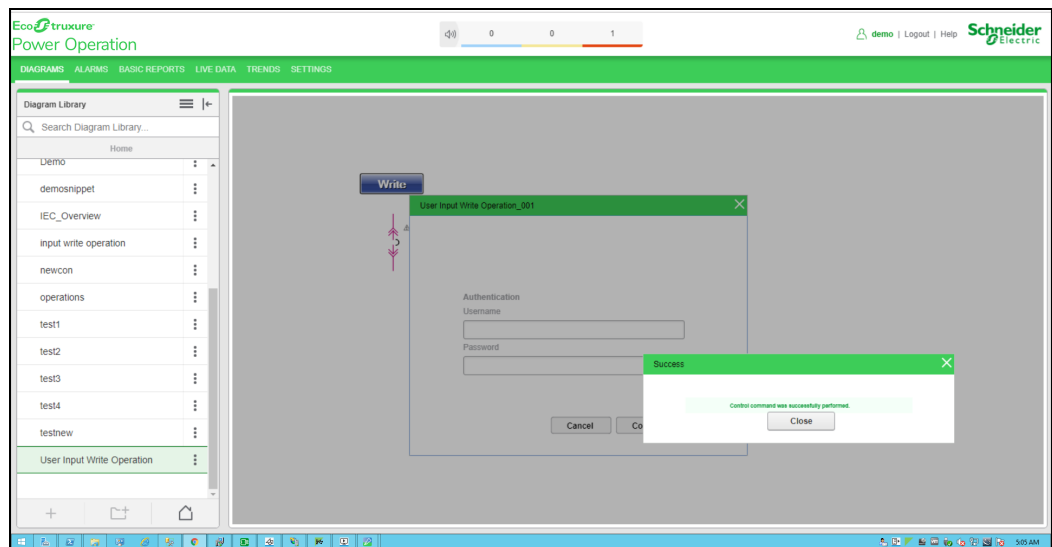 EcoStruxure
Power Operation
0 0 1
demo | Logout | Help
Schneider
Electric
DIAGRAMS ALARMS BASIC REPORTS LIVE DATA TRENDS SETTINGS
Diagram Library
Search Diagram Library...
Home
Demo
demosnippet
IEC_Overview
input write operation
newcon
operations
test1
test2
test3
test4
testnew
User Input Write Operation
Write
User Input Write Operation_001
Authentication
Username
Password
Cancel Co
Success
Control command was successfully performed.
Close
5:05 AM